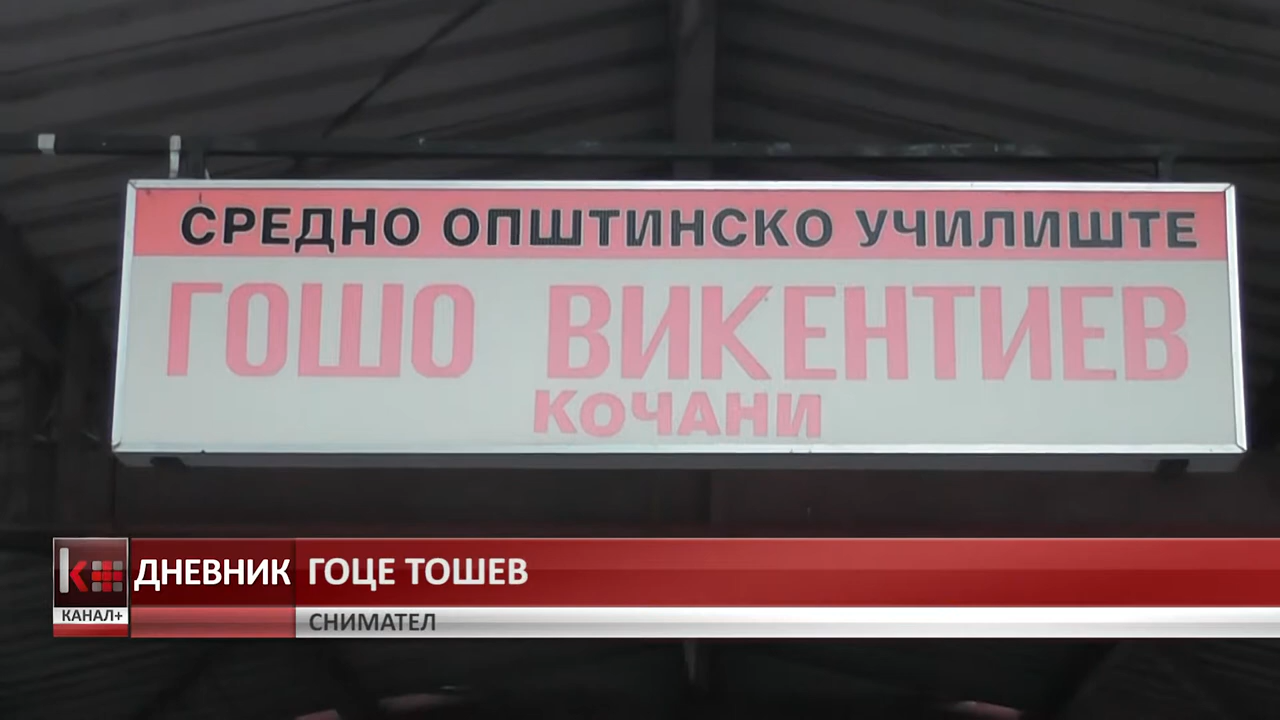 СРЕДНО ОПШТИНСКО УЧИЛИШТЕ
ГОШО ВИКЕНТИЕВ
КОЧАНИ
ДНЕВНИК ГОЦЕ ТОШЕВ
КАНАЛ+ СНИМАТЕЛ